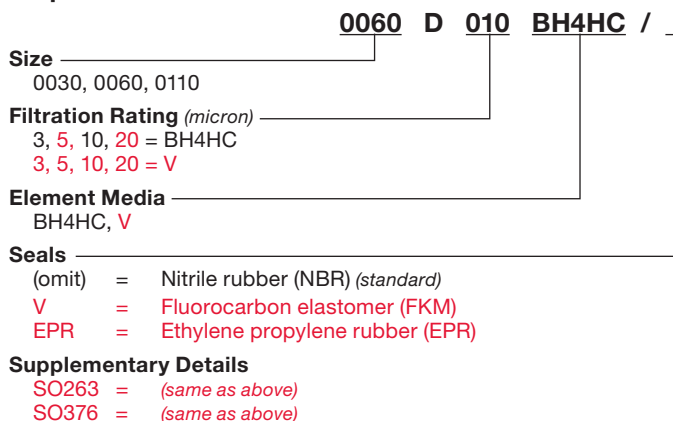 0060 D 010 BH4HC /
Size
0030, 0060, 0110
Filtration Rating (micron)
3, 5, 10, 20 = BH4HC
3, 5, 10, 20 = V
Element Media
BH4HC, V
Seals
(omit) = Nitrile rubber (NBR) (standard)
V = Fluorocarbon elastomer (FKM)
EPR = Ethylene propylene rubber (EPR)
Supplementary Details
SO263 = (same as above)
SO376 = (same as above)